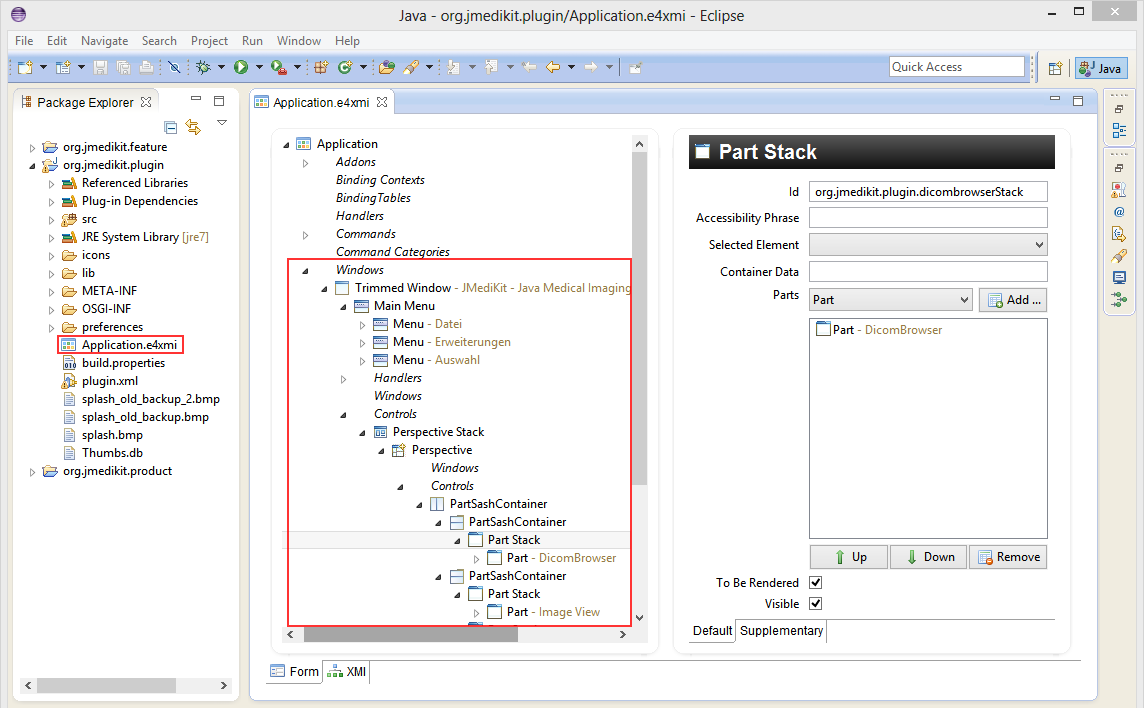 Java - org.jmedikit.plugin/Application.e4xmi - Eclipse
File Edit Navigate Search Project Run Window Help
Quick Access
Java
Package Explorer
org.jmedikit.feature
org.jmedikit.plugin
Referenced Libraries
Plug-in Dependencies
src
JRE System Library [jre7]
icons
lib
META-INF
OSGI-INF
preferences
Application.e4xmi
build.properties
plugin.xml
splash_old_backup_2.bmp
splash_old_backup.bmp
splash.bmp
Thumbs.db
org.jmedikit.product
Application.e4xmi
Application
Addons
Binding Contexts
BindingTables
Handlers
Commands
Command Categories
Windows
Trimmed Window - JMediKit - Java Medical Imaging
Main Menu
Menu - Datei
Menu - Erweiterungen
Menu - Auswahl
Handlers
Windows
Controls
Perspective Stack
Perspective
Windows
Controls
PartSashContainer
PartSashContainer
Part Stack
Part - DicomBrowser
PartSashContainer
Part Stack
Part - Image View
Form XMI
Part Stack
Id org.jmedikit.plugin.dicombrowserStack
Accessibility Phrase
Selected Element
Container Data
Parts Part Add ...
Part - DicomBrowser
Up Down Remove
To Be Rendered
Visible
Default Supplementary